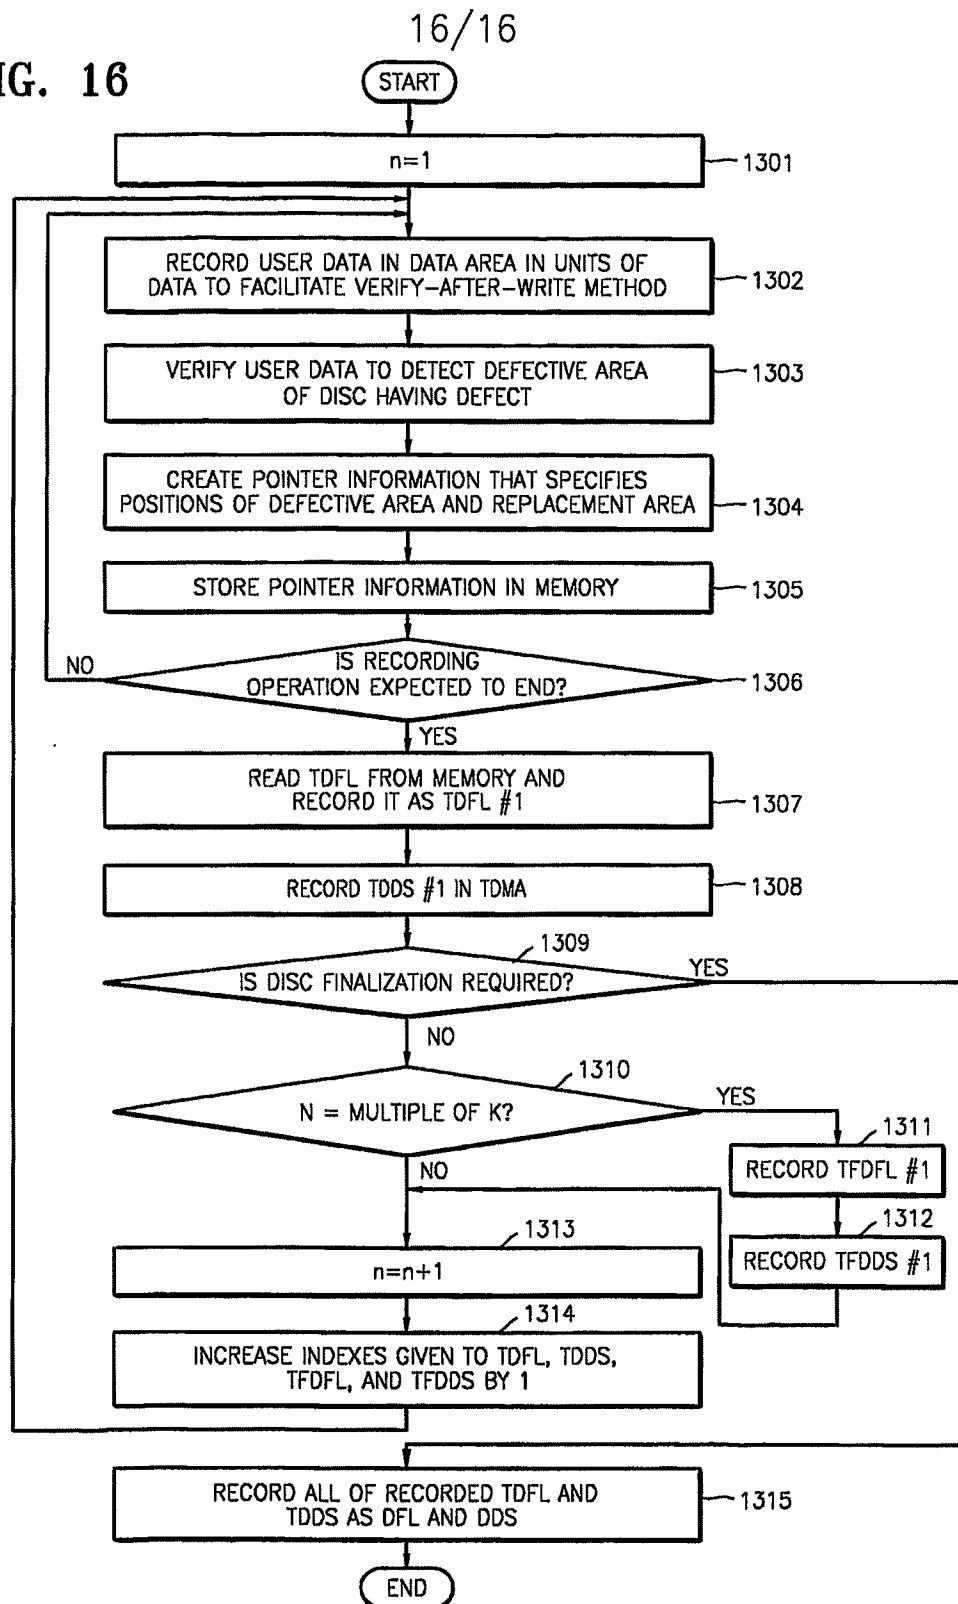 16/16
IG. 16
START
n=1
1301
RECORD USER DATA IN DATA AREA IN UNITS OF
DATA TO FACILITATE VERIFY-AFTER-WRITE METHOD
1302
VERIFY USER DATA TO DETECT DEFECTIVE AREA
OF DISC HAVING DEFECT
1303
CREATE POINTER INFORMATION THAT SPECIFIES
POSITIONS OF DEFECTIVE AREA AND REPLACEMENT AREA
1304
STORE POINTER INFORMATION IN MEMORY
1305
NO
IS RECORDING
OPERATION EXPECTED TO END?
1306
YES
READ TDFL FROM MEMORY AND
RECORD IT AS TDFL #1
1307
RECORD TDDS #1 IN TDMA
1308
1309
IS DISC FINALIZATION REQUIRED?
YES
NO
1310
N = MULTIPLE OF K?
YES
1311
RECORD TFDFL #1
NO
1312
RECORD TFDDS #1
1313
n=n+1
1314
INCREASE INDEXES GIVEN TO TDFL, TDDS,
TFDFL, AND TFDDS BY 1
RECORD ALL OF RECORDED TDFL AND
TDDS AS DFL AND DDS
1315
END